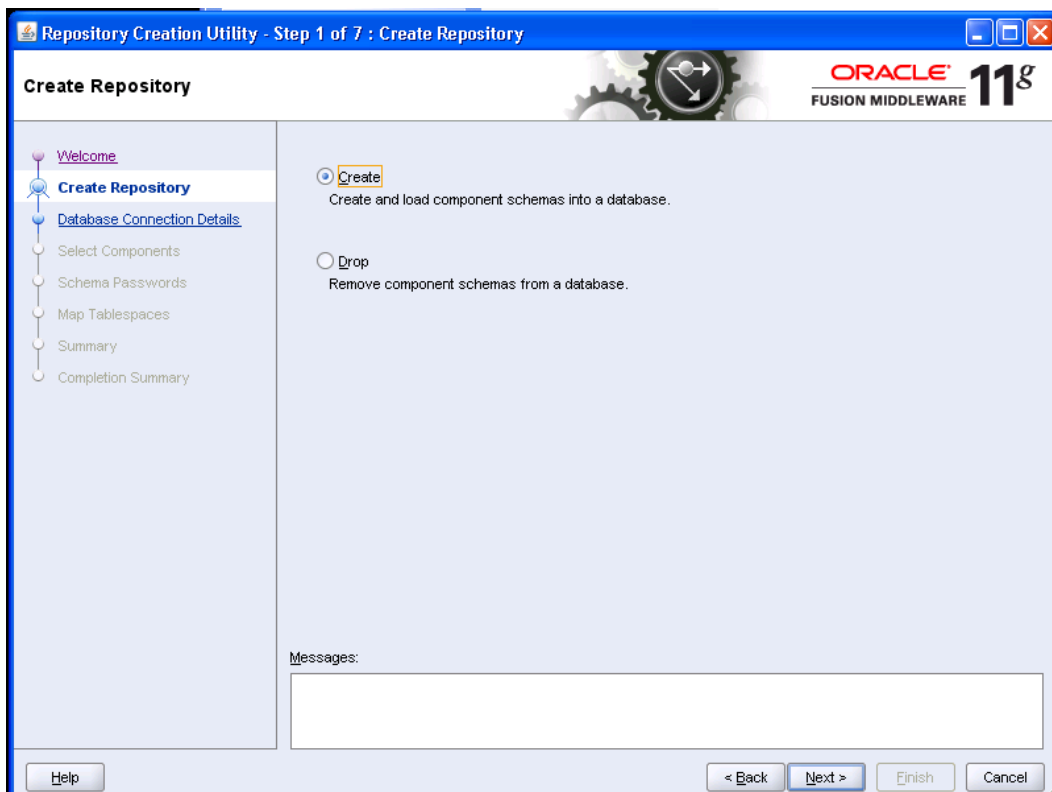 Repository Creation Utility - Step 1 of 7 : Create Repository
Create Repository
ORACLE
FUSION MIDDLEWARE
11g
Welcome
Create Repository
Database Connection Details
Select Components
Schema Passwords
Map Tablespaces
Summary
Completion Summary
Create
Create and load component schemas into a database.
Drop
Remove component schemas from a database.
Messages:
Help
< Back
Next >
Finish
Cancel